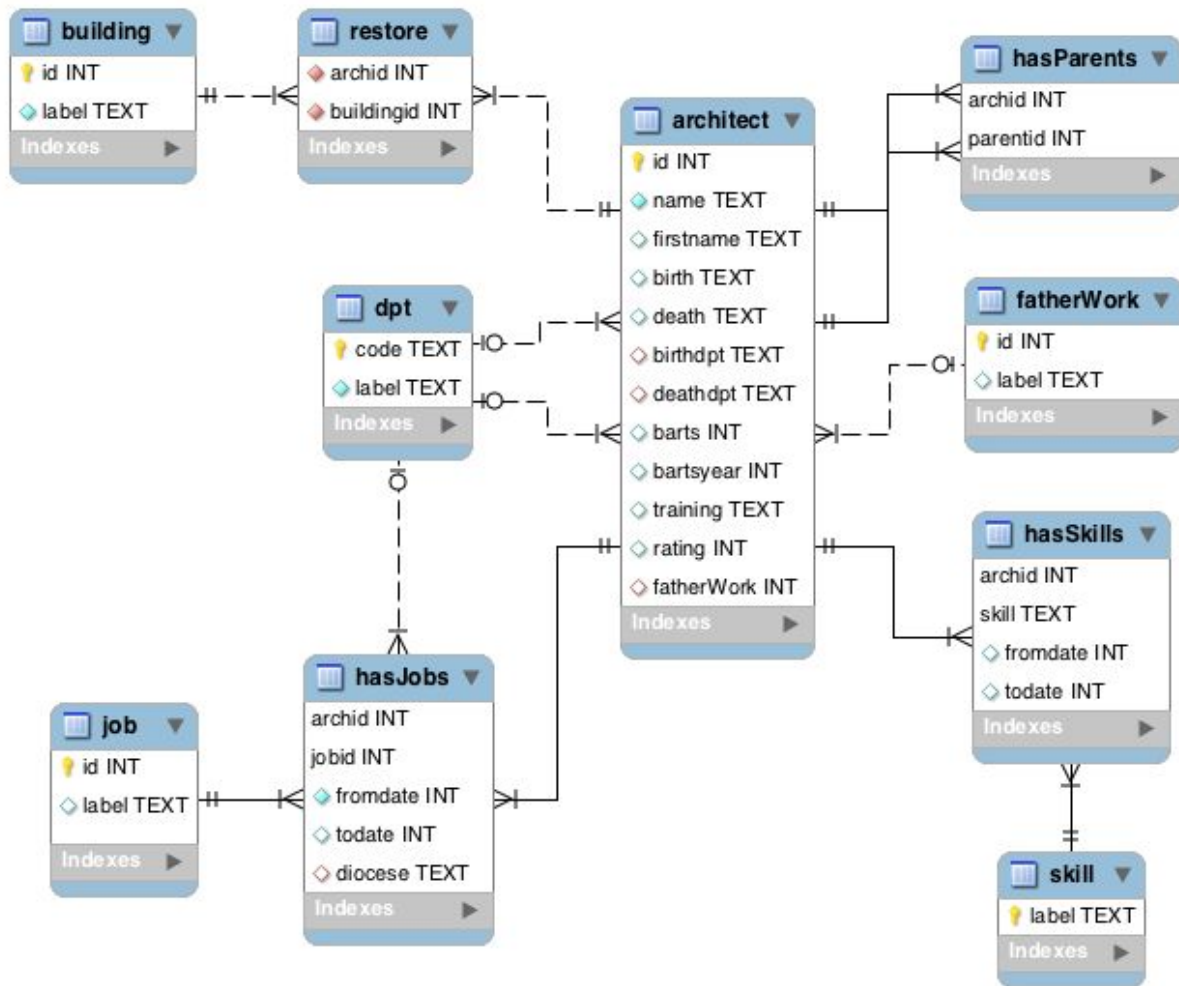 building
id INT
label TEXT
Indexes
restore
archid INT
buildingid INT
Indexes
architect
id INT
name TEXT
firstname TEXT
birth TEXT
death TEXT
birthdpt TEXT
deathdpt TEXT
barts INT
bartsyear INT
training TEXT
rating INT
fatherWork INT
Indexes
hasParents
archid INT
parentid INT
Indexes
dpt
code TEXT
label TEXT
Indexes
fatherWork
id INT
label TEXT
Indexes
hasSkills
archid INT
skill TEXT
fromdate INT
todate INT
Indexes
job
id INT
label TEXT
Indexes
hasJobs
archid INT
jobid INT
fromdate INT
todate INT
diocese TEXT
Indexes
skill
label TEXT
Indexes